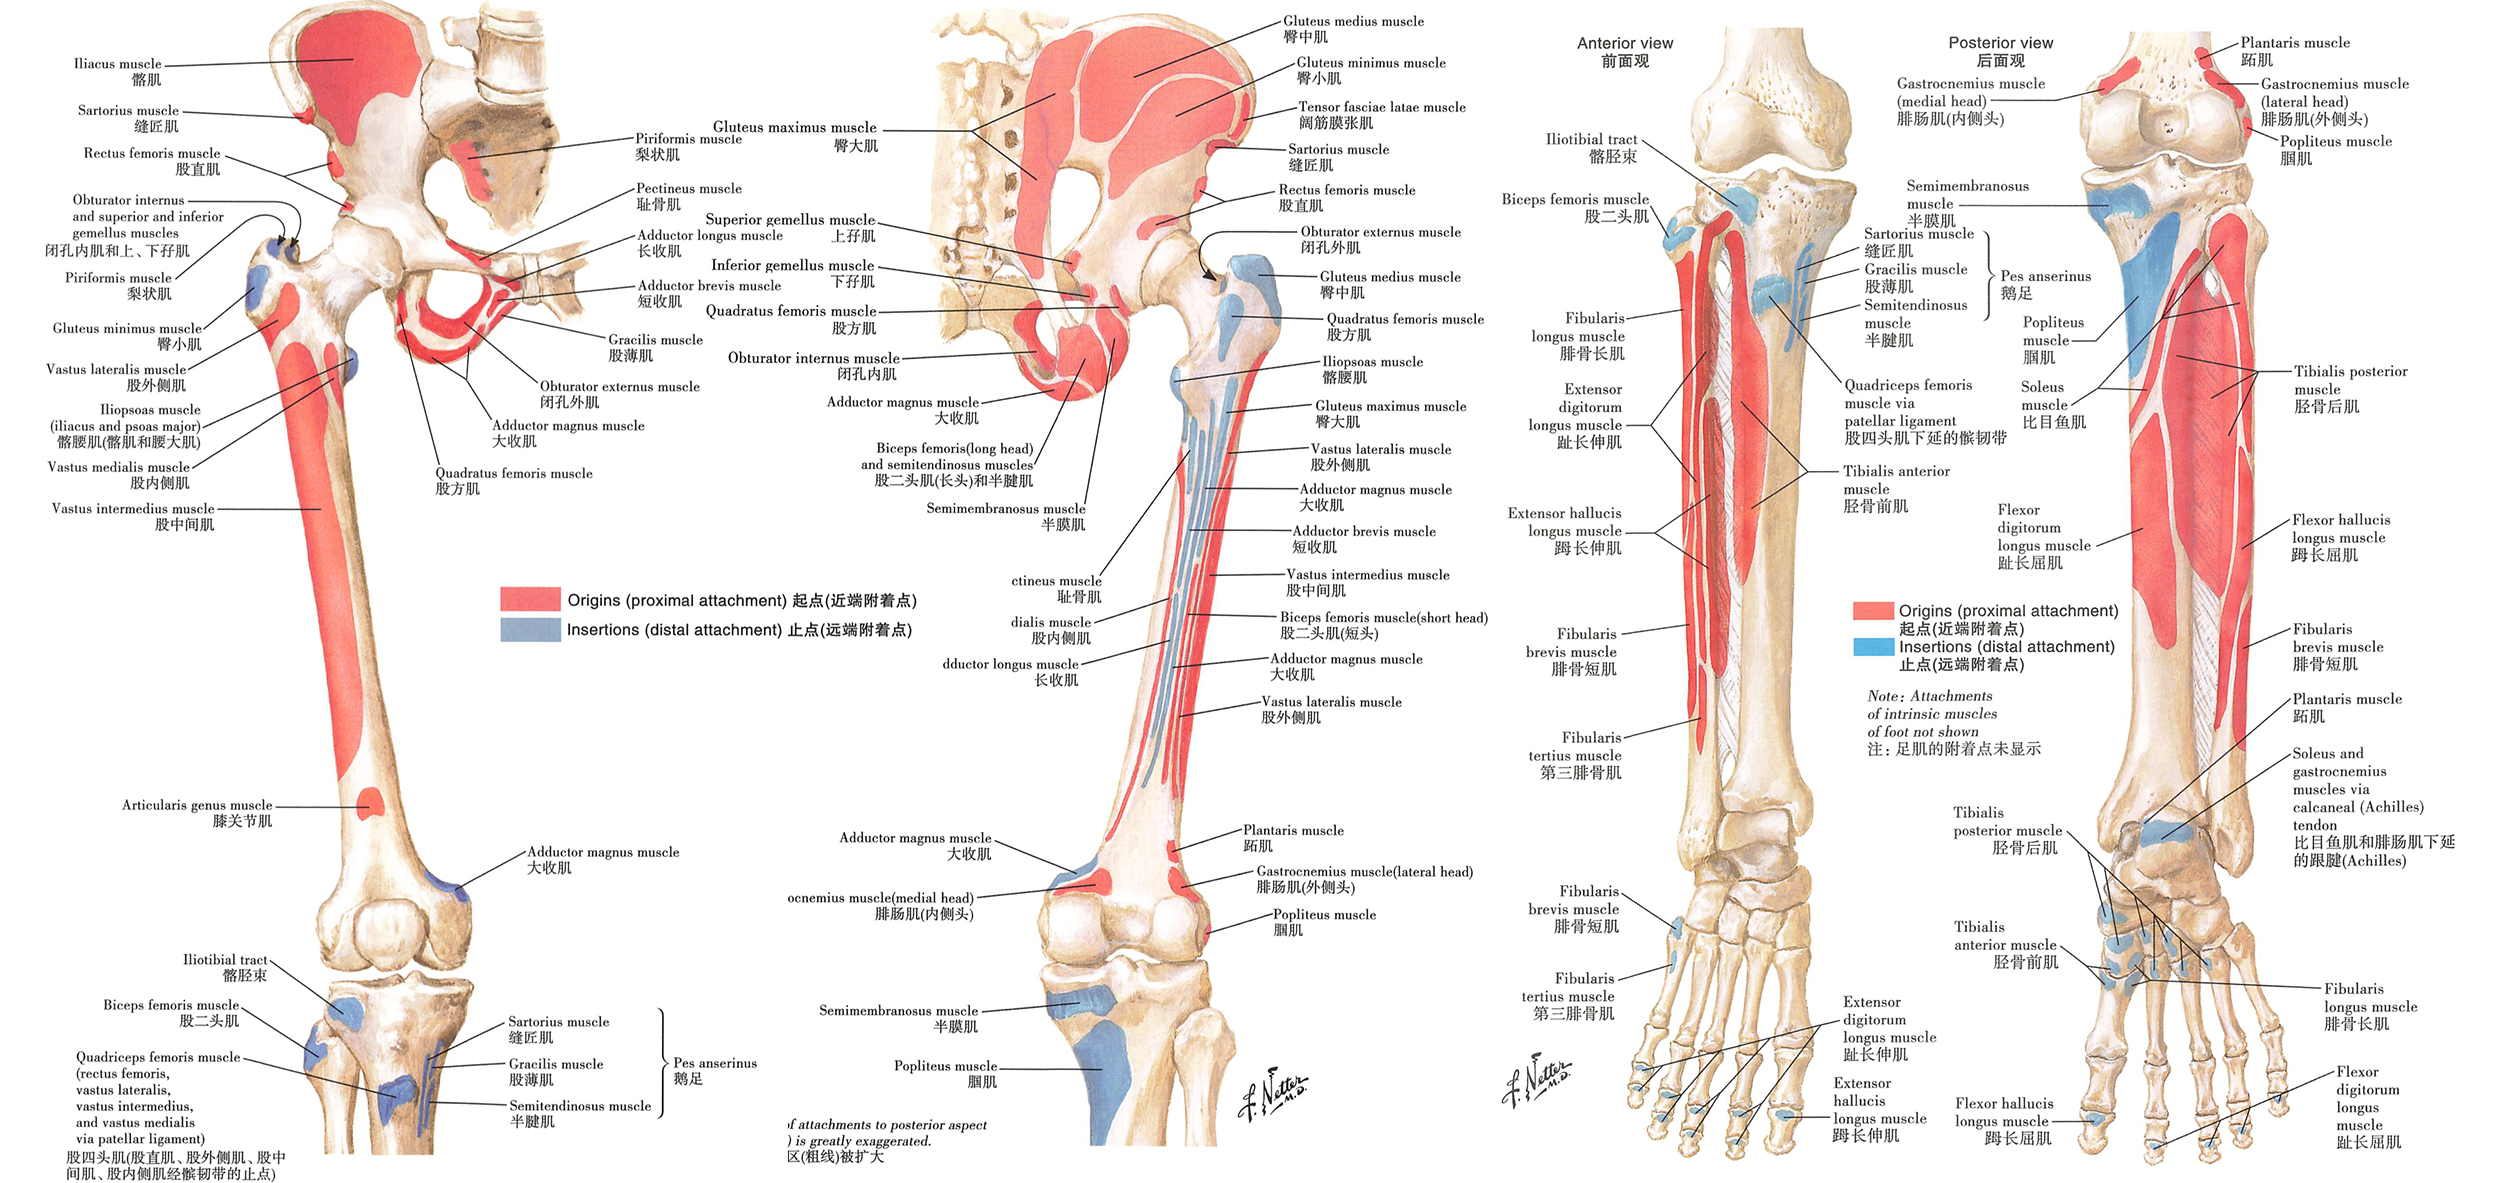 Iliacus muscle
髂肌
Sartorius muscle
缝匠肌
Rectus femoris muscle
股直肌
Obturator internus
and superior and inferior
gemellus muscles
闭孔内肌和上、下孖肌
Piriformis muscle
梨状肌
Gluteus minimus muscle
臀小肌
Vastus lateralis muscle
股外侧肌
Iliopsoas muscle
(iliacus and psoas major)
髂腰肌(髂肌和腰大肌)
Vastus medialis muscle
股内侧肌
Vastus intermedius muscle
股中间肌
Articularis genus muscle
膝关节肌
Iliotibial tract
髂胫束
Biceps femoris muscle
股二头肌
Quadriceps femoris muscle
(rectus femoris,
vastus lateralis,
vastus intermedius,
and vastus medialis
via patellar ligament)
股四头肌(股直肌、股外侧肌、股中
间肌、股内侧肌经髌韧带的止点)
Piriformis muscle
梨状肌
Pectineus muscle
耻骨肌
Adductor longus muscle
长收肌
Adductor brevis muscle
短收肌
Gracilis muscle
股薄肌
Obturator externus muscle
闭孔外肌
Adductor magnus muscle
大收肌
Quadratus femoris muscle
股方肌
Origins (proximal attachment) 起点(近端附着点)
Insertions (distal attachment) 止点(远端附着点)
Adductor magnus muscle
大收肌
Sartorius muscle
缝匠肌
Gracilis muscle
股薄肌
Semitendinosus muscle
半腱肌
Pes anserinus
鹅足
Gluteus maximus muscle
臀大肌
Superior gemellus muscle
上孖肌
Inferior gemellus muscle
下孖肌
Quadratus femoris muscle
股方肌
Obturator internus muscle
闭孔内肌
Adductor magnus muscle
大收肌
Biceps femoris(long head)
and semitendinosus muscles
股二头肌(长头)和半腱肌
Semimembranosus muscle
半膜肌
ctineus muscle
耻骨肌
dialis muscle
股内侧肌
dductor longus muscle
长收肌
Adductor magnus muscle
大收肌
ocnemius muscle(medial head)
腓肠肌(内侧头)
Semimembranosus muscle
半膜肌
Popliteus muscle
腘肌
f attachments to posterior aspect
) is greatly exaggerated.
区(粗线)被扩大
Gluteus medius muscle
臀中肌
Gluteus minimus muscle
臀小肌
Tensor fasciae latae muscle
阔筋膜张肌
Sartorius muscle
缝匠肌
Rectus femoris muscle
股直肌
Obturator externus muscle
闭孔外肌
Gluteus medius muscle
臀中肌
Quadratus femoris muscle
股方肌
Iliopsoas muscle
髂腰肌
Gluteus maximus muscle
臀大肌
Vastus lateralis muscle
股外侧肌
Adductor magnus muscle
大收肌
Adductor brevis muscle
短收肌
Vastus intermedius muscle
股中间肌
Biceps femoris muscle(short head)
股二头肌(短头)
Adductor magnus muscle
大收肌
Vastus lateralis muscle
股外侧肌
Plantaris muscle
跖肌
Gastrocnemius muscle(lateral head)
腓肠肌(外侧头)
Popliteus muscle
腘肌
F. Netter
M.D.
Anterior view
前面观
Iliotibial tract
髂胫束
Biceps femoris muscle
股二头肌
Fibularis
longus muscle
腓骨长肌
Extensor
digitorum
longus muscle
趾长伸肌
Extensor hallucis
longus muscle
踇长伸肌
Fibularis
brevis muscle
腓骨短肌
Fibularis
tertius muscle
第三腓骨肌
Fibularis
brevis muscle
腓骨短肌
Fibularis
tertius muscle
第三腓骨肌
F. Netter
M.D.
Sartorius muscle
缝匠肌
Gracilis muscle
股薄肌
Semitendinosus
muscle
半腱肌
Pes anserinus
鹅足
Quadriceps femoris
muscle via
patellar ligament
股四头肌下延的髌韧带
Tibialis anterior
muscle
胫骨前肌
Origins (proximal attachment)
起点(近端附着点)
Insertions (distal attachment)
止点(远端附着点)
Note: Attachments
of intrinsic muscles
of foot not shown
注: 足肌的附着点未显示
Extensor
digitorum
longus muscle
趾长伸肌
Extensor
hallucis
longus muscle
踇长伸肌
Posterior view
后面观
Gastrocnemius muscle
(medial head)
腓肠肌(内侧头)
Semimembranosus
muscle
半膜肌
Popliteus
muscle
腘肌
Soleus
muscle
比目鱼肌
Flexor
digitorum
longus muscle
趾长屈肌
Tibialis
posterior muscle
胫骨后肌
Tibialis
anterior muscle
胫骨前肌
Flexor hallucis
longus muscle
踇长屈肌
Plantaris muscle
跖肌
Gastrocnemius muscle
(lateral head)
腓肠肌(外侧头)
Popliteus muscle
腘肌
Tibialis posterior
muscle
胫骨后肌
Flexor hallucis
longus muscle
踇长屈肌
Fibularis
brevis muscle
腓骨短肌
Plantaris muscle
跖肌
Soleus and
gastrocnemius
muscles via
calcaneal (Achilles)
tendon
比目鱼肌和腓肠肌下延
的跟腱(Achilles)
Fibularis
longus muscle
腓骨长肌
Flexor
digitorum
longus
muscle
趾长屈肌